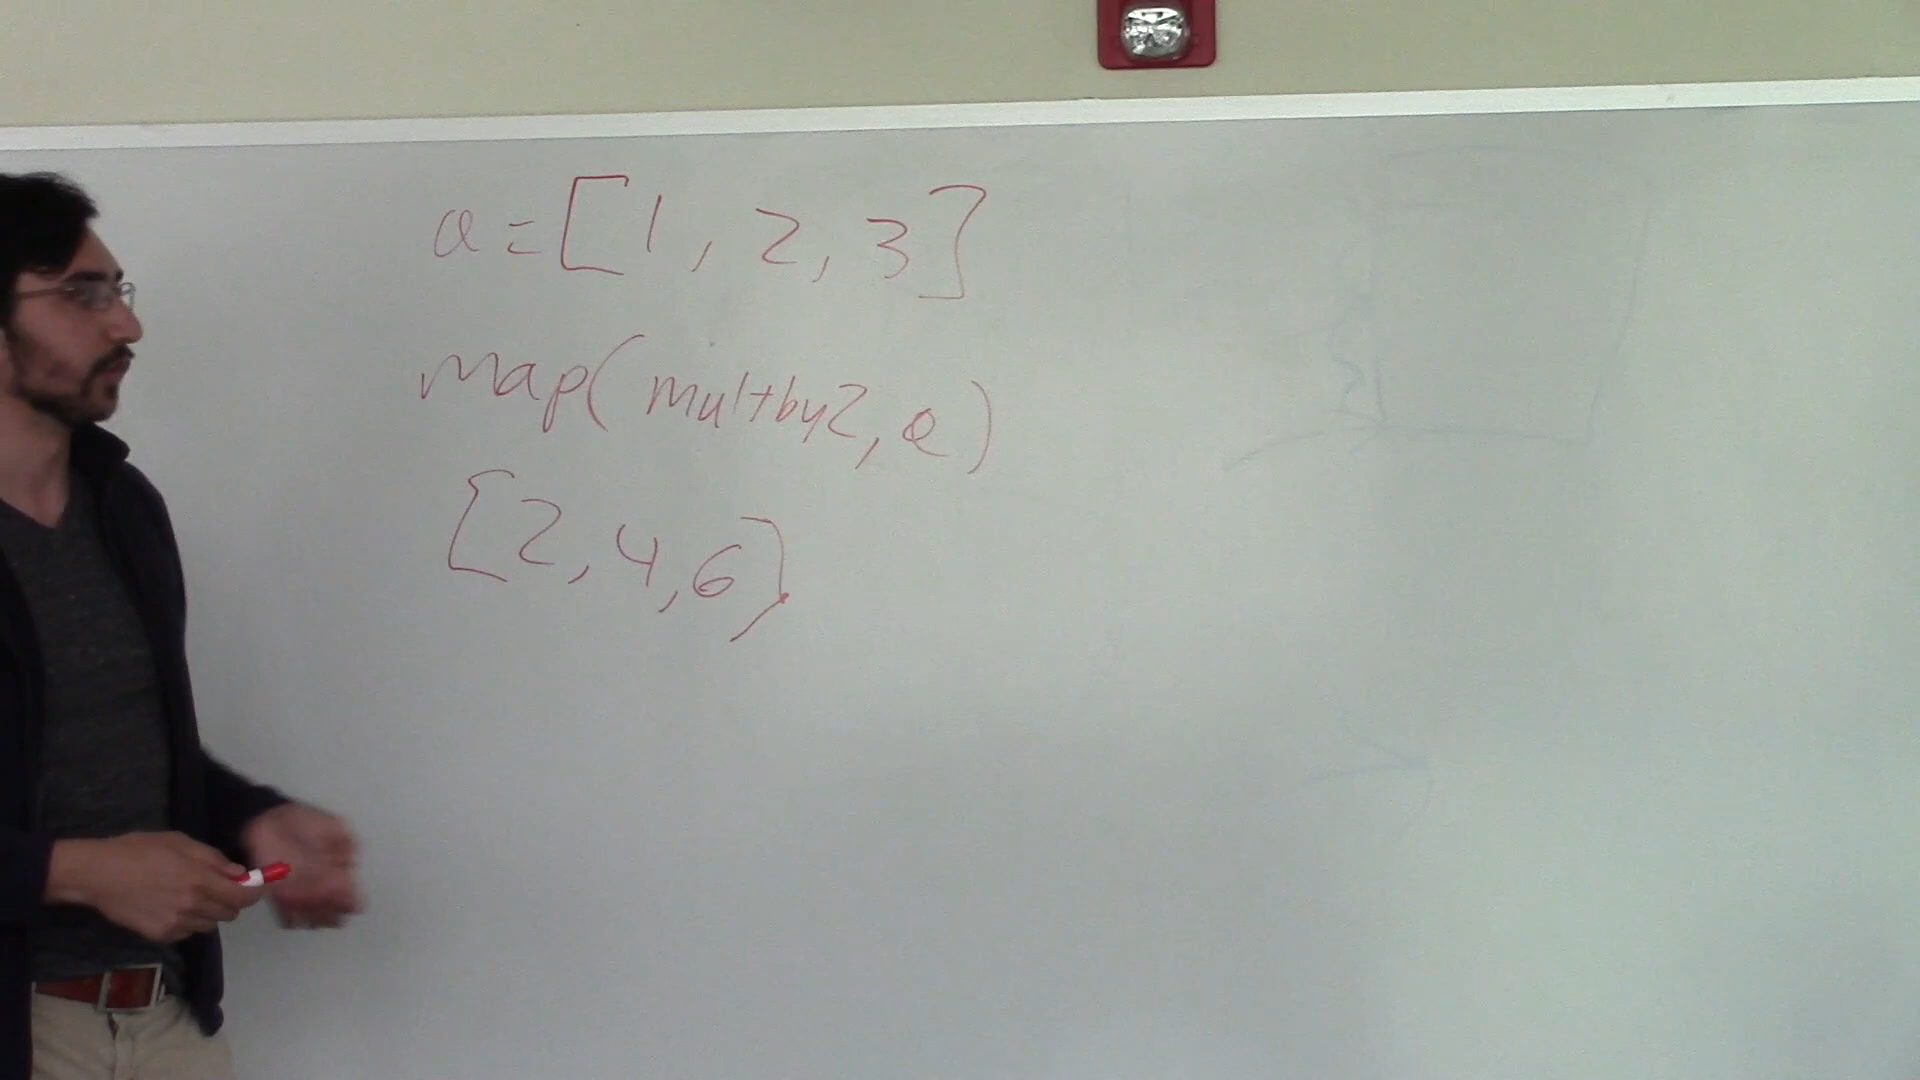 a = [1, 2, 3]
map(multby2, a)
[2, 4, 6]